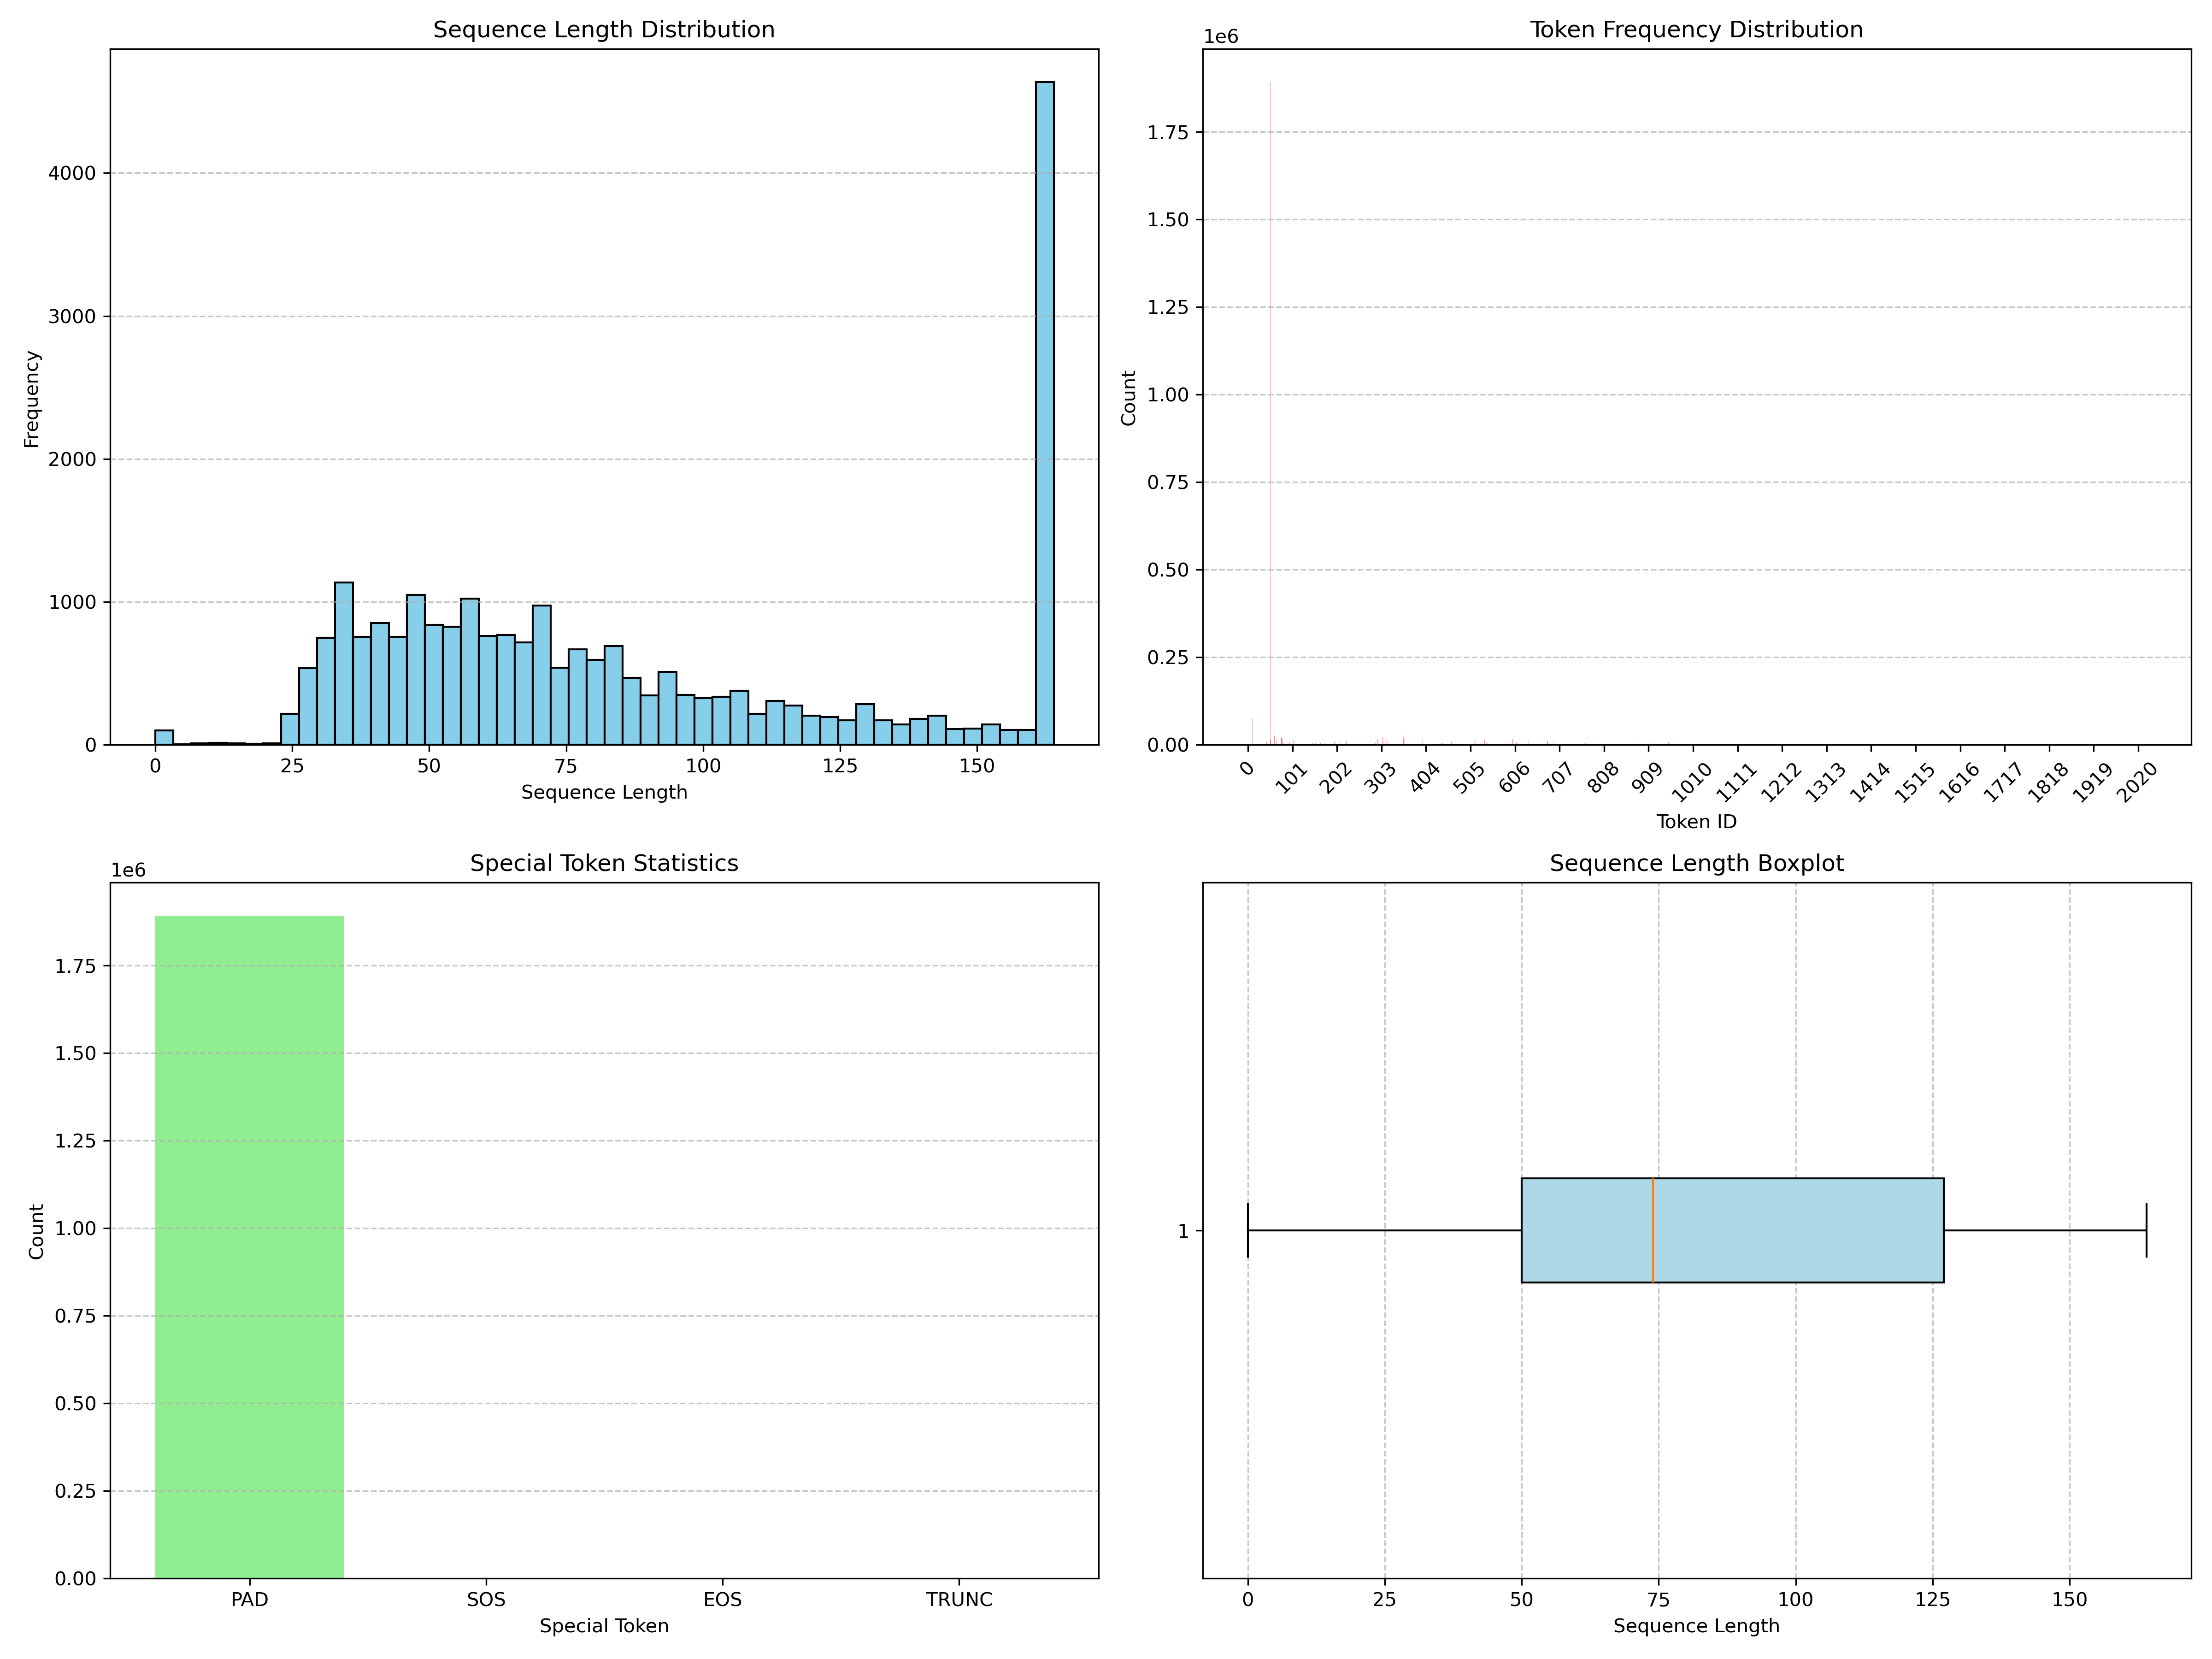 Sequence Length Distribution
Frequency
4000
3000
2000
1000
0
0 25 50 75 100 125 150
Sequence Length
Token Frequency Distribution
1e6
Count
1.75
1.50
1.25
1.00
0.75
0.50
0.25
0.00
0 101 202 303 404 505 606 707 808 909 1010 1111 1212 1313 1414 1515 1616 1717 1818 1919 2020
Token ID
Special Token Statistics
1e6
Count
1.75
1.50
1.25
1.00
0.75
0.50
0.25
0.00
PAD SOS EOS TRUNC
Special Token
Sequence Length Boxplot
1
0 25 50 75 100 125 150
Sequence Length